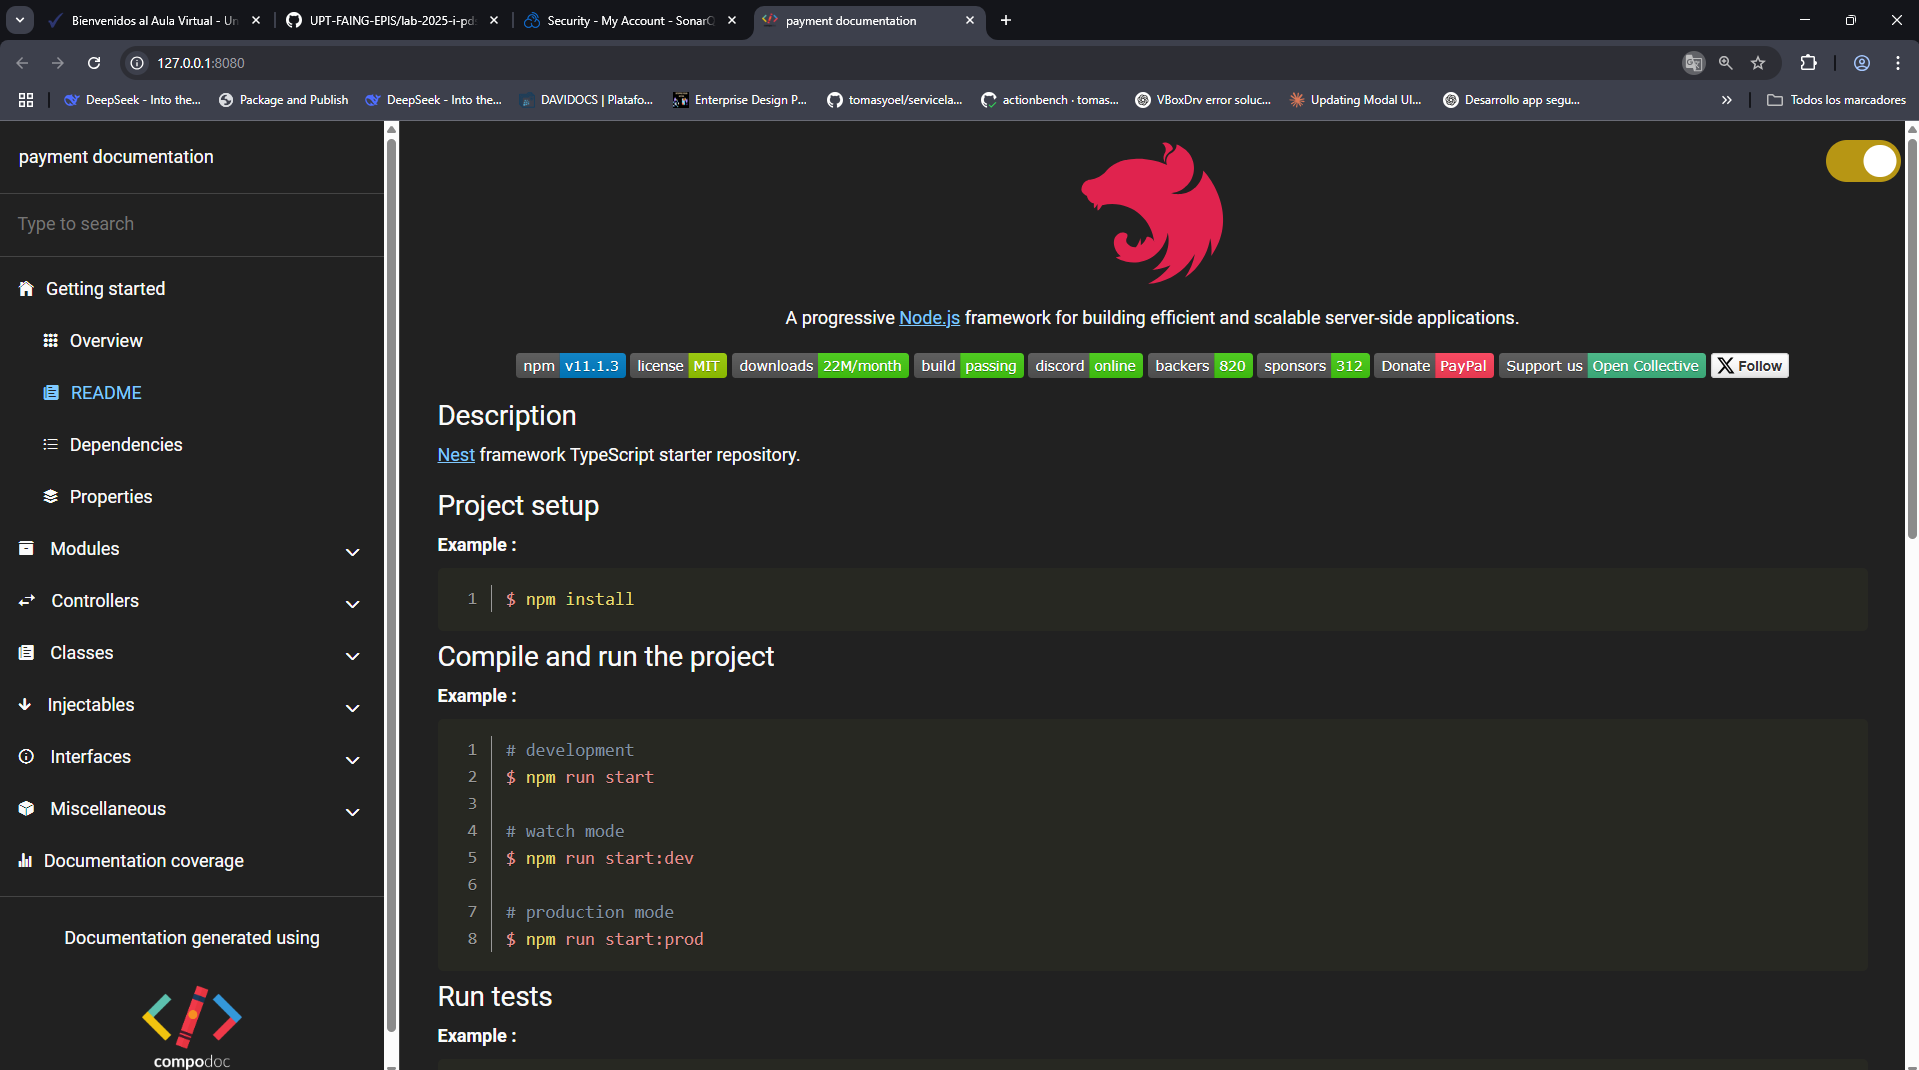 Bienvenidos al Aula Virtual - Un
UPT-FAING-EPIS/lab-2025-i-pds
Security - My Account - SonarQ
payment documentation
127.0.0.1:8080
DeepSeek - Into the...
Package and Publish
DeepSeek - Into the...
DAVIDOCS | Platafo...
Enterprise Design P...
tomasyoel/servicela...
actionbench · tomas...
VBoxDrv error soluc...
Updating Modal UI...
Desarrollo app segu...
Todos los marcadores
payment documentation
Type to search
Getting started
Overview
README
Dependencies
Properties
Modules
Controllers
Classes
Injectables
Interfaces
Miscellaneous
Documentation coverage
Documentation generated using
compodoc
A progressive Node.js framework for building efficient and scalable server-side applications.
npm v11.1.3 license MIT downloads 22M/month build passing discord online backers 820 sponsors 312 Donate PayPal Support us Open Collective X Follow
Description
Nest framework TypeScript starter repository.
Project setup
Example :
1 $ npm install
Compile and run the project
Example :
1 # development
2 $ npm run start
3
4 # watch mode
5 $ npm run start:dev
6
7 # production mode
8 $ npm run start:prod
Run tests
Example :